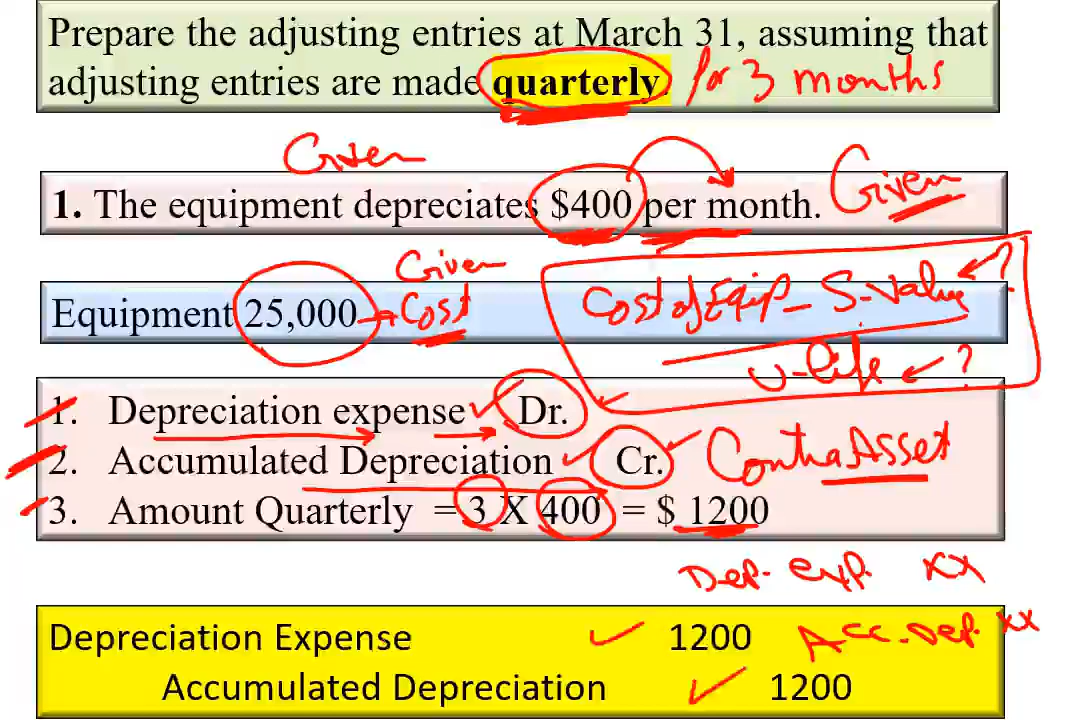 Prepare the adjusting entries at March 31, assuming that
adjusting entries are made quarterly. for 3 months
Given
1. The equipment depreciates $400 per month. Given
Given
Equipment 25,000 → Cost
Cost of Equip - S-Value ?
U-life ?
1. Depreciation expense Dr.
2. Accumulated Depreciation Cr. Contra Asset
3. Amount Quarterly = 3 X 400 = $ 1200
Dep. exp. xx
Acc. Dep. xx
Depreciation Expense 1200
Accumulated Depreciation 1200